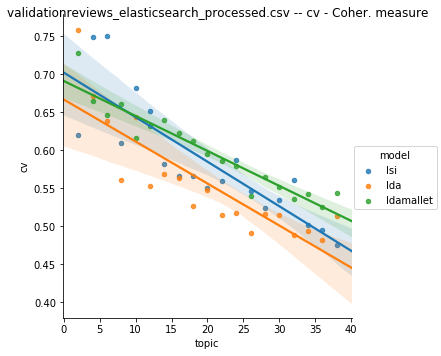 validationreviews_elasticsearch_processed.csv -- cv - Coher. measure
0.75
0.70
0.65
0.60
0.55
0.50
0.45
0.40
cv
0 5 10 15 20 25 30 35 40
topic
model
lsi
lda
ldamallet